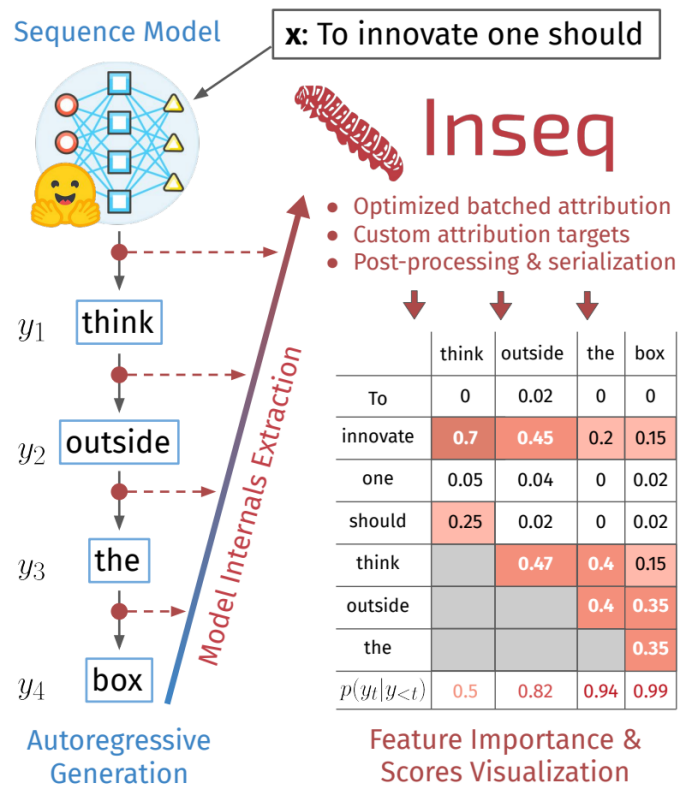 Sequence Model
x: To innovate one should
Inseq
• Optimized batched attribution
• Custom attribution targets
• Post-processing & serialization
y₁ think
y₂ outside
y₃ the
y₄ box
Model Internals Extraction
think outside the box
To 0 0.02 0 0
innovate 0.7 0.45 0.2 0.15
one 0.05 0.04 0 0.02
should 0.25 0.02 0 0.02
think 0.47 0.4 0.15
outside 0.4 0.35
the 0.35
p(yₜ|y<ₜ) 0.5 0.82 0.94 0.99
Autoregressive
Generation
Feature Importance &
Scores Visualization